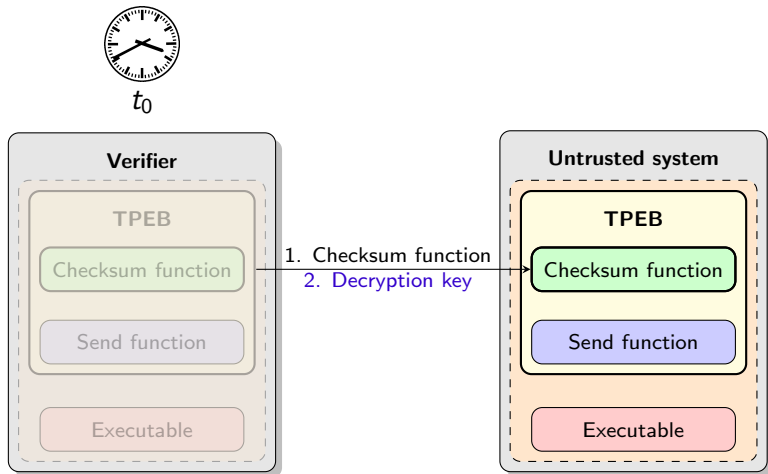 t₀
Verifier
TPEB
Checksum function
Send function
Executable
1. Checksum function
2. Decryption key
Untrusted system
TPEB
Checksum function
Send function
Executable